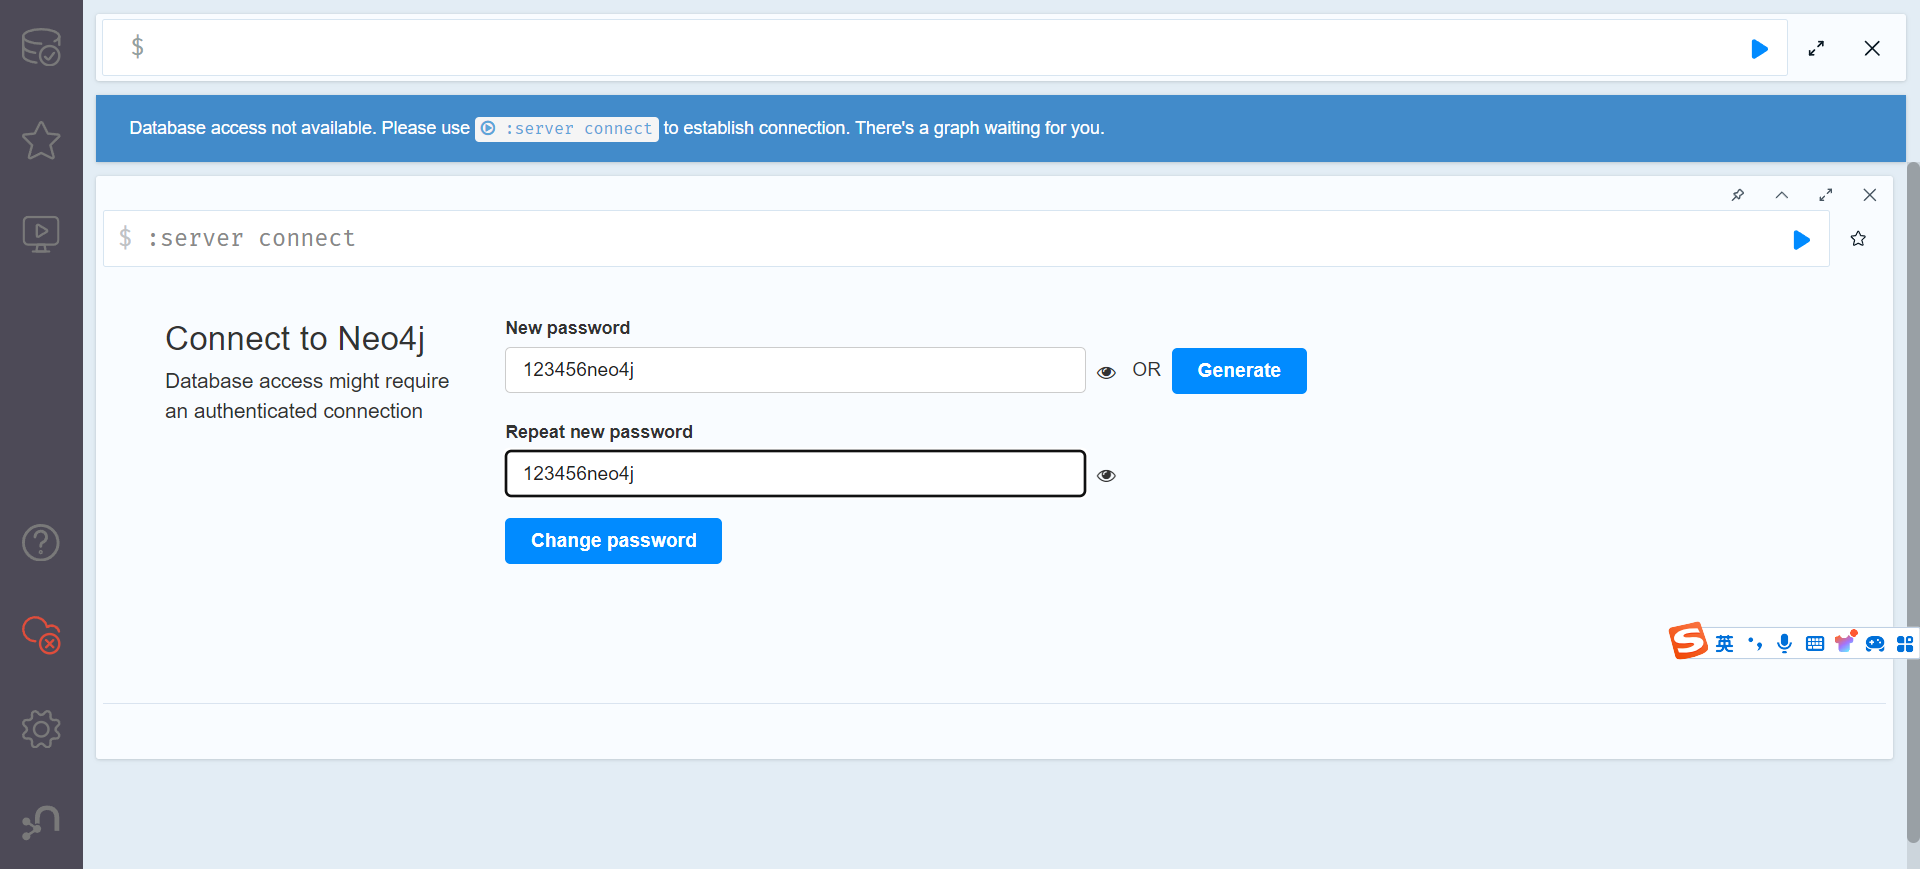 $
Database access not available. Please use :server connect to establish connection. There's a graph waiting for you.
$ :server connect
Connect to Neo4j
Database access might require
an authenticated connection
New password
123456neo4j
OR
Generate
Repeat new password
123456neo4j
Change password
S 英